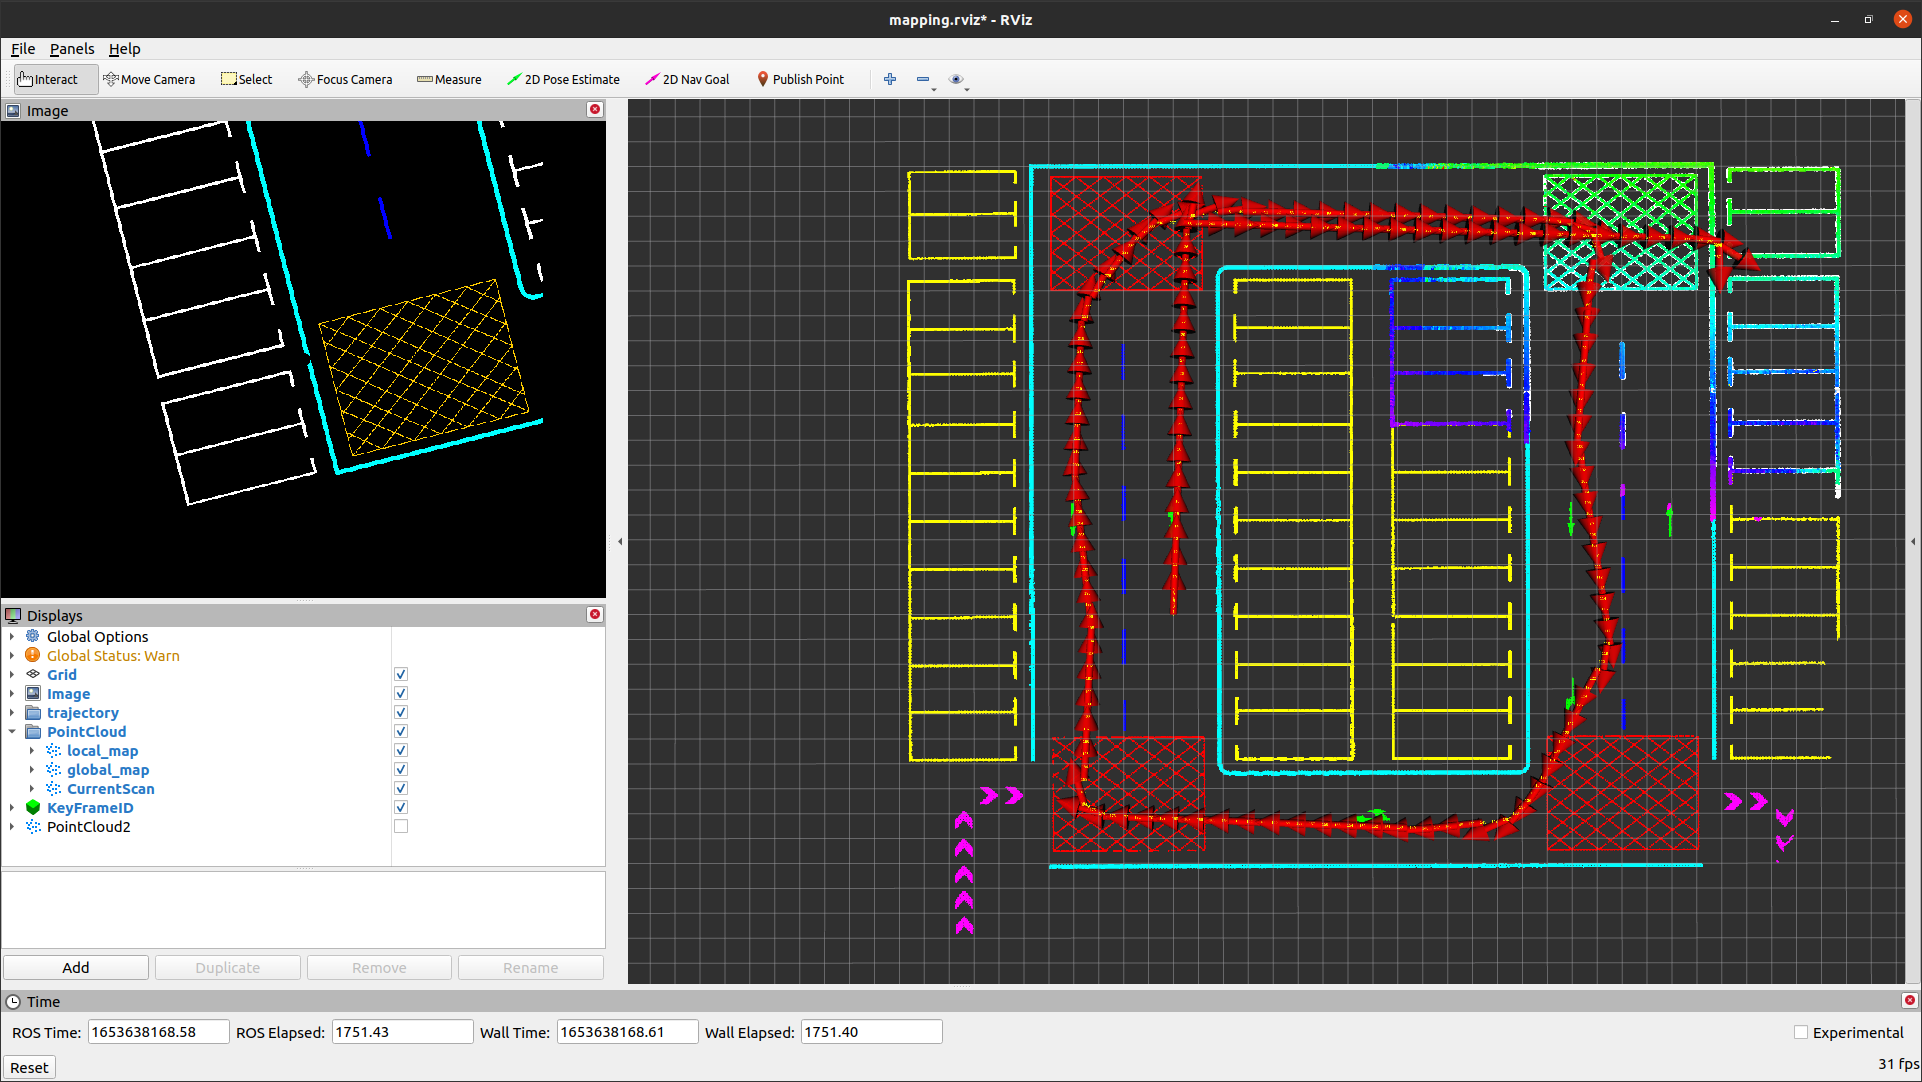 mapping.rviz* - RViz
File Panels Help
Interact Move Camera Select Focus Camera Measure 2D Pose Estimate 2D Nav Goal Publish Point
Image
Displays
Global Options
Global Status: Warn
Grid
Image
trajectory
PointCloud
local_map
global_map
CurrentScan
KeyFrameID
PointCloud2
Add Duplicate Remove Rename
Time
ROS Time: 1653638168.58 ROS Elapsed: 1751.43 Wall Time: 1653638168.61 Wall Elapsed: 1751.40 Experimental
Reset 31 fps